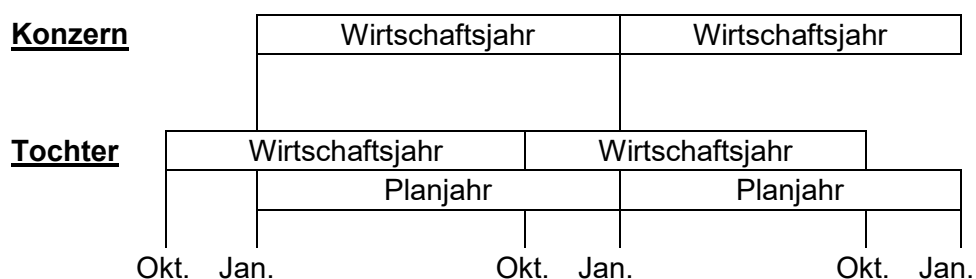 Konzern Wirtschaftsjahr Wirtschaftsjahr
Tochter Wirtschaftsjahr Wirtschaftsjahr
Planjahr Planjahr
Okt. Jan. Okt. Jan. Okt. Jan.